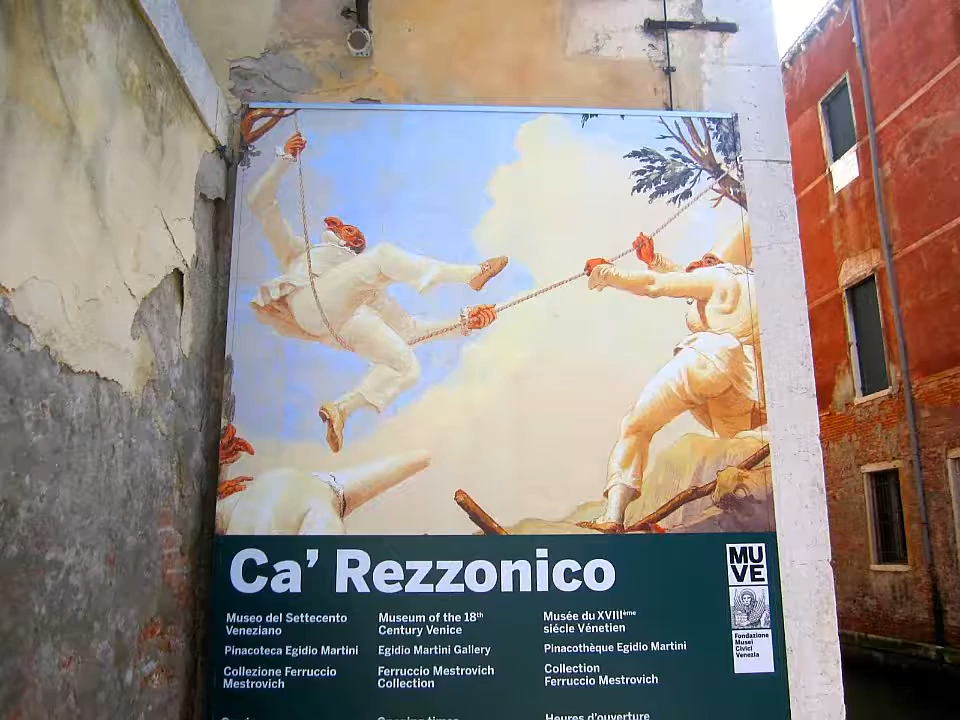 Ca' Rezzonico
Museo del Settecento
Veneziano
Pinacoteca Egidio Martini
Collezione Ferruccio
Mestrovich
Museum of the 18th
Century Venice
Egidio Martini Gallery
Ferruccio Mestrovich
Collection
Opening times
Musée du XVIIIème
siécle Vénetien
Pinacothèque Egidio Martini
Collection
Ferruccio Mestrovich
Heures d'ouverture
MU
VE
Fondazione
Musei
Civici
Venezia